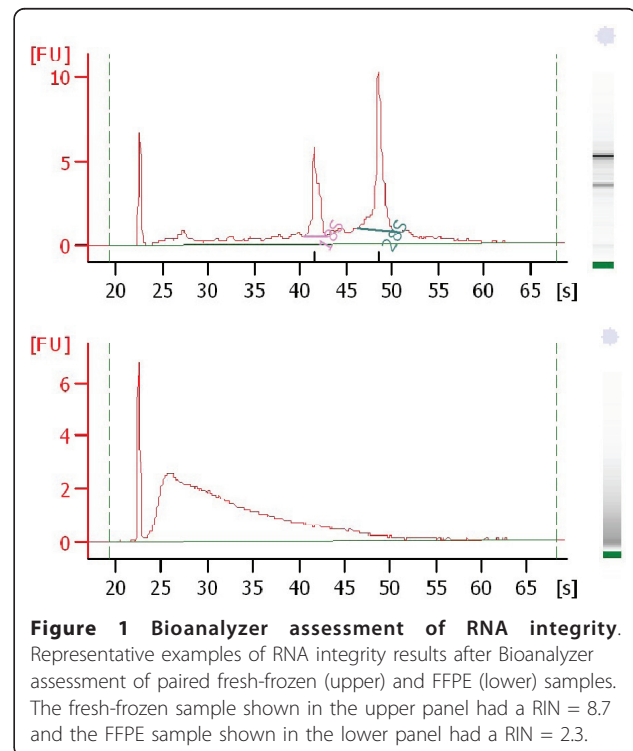 [FU]
10
5
0
18S
28S
20 25 30 35 40 45 50 55 60 65 [s]
[FU]
6
4
2
0
20 25 30 35 40 45 50 55 60 65 [s]
Figure 1 Bioanalyzer assessment of RNA integrity.
Representative examples of RNA integrity results after Bioanalyzer
assessment of paired fresh-frozen (upper) and FFPE (lower) samples.
The fresh-frozen sample shown in the upper panel had a RIN = 8.7
and the FFPE sample shown in the lower panel had a RIN = 2.3.